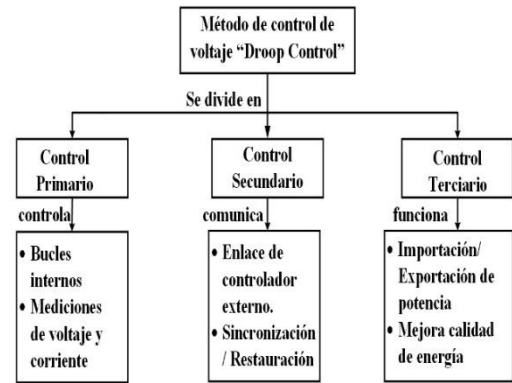 Método de control de
voltaje “Droop Control”
Se divide en
Control
Primario
Control
Secundario
Control
Terciario
controla
comunica
funciona
• Bucles
internos
• Mediciones
de voltaje y
corriente
• Enlace de
controlador
externo.
• Sincronización
/ Restauración
• Importación/
Exportación de
potencia
• Mejora calidad
de energía